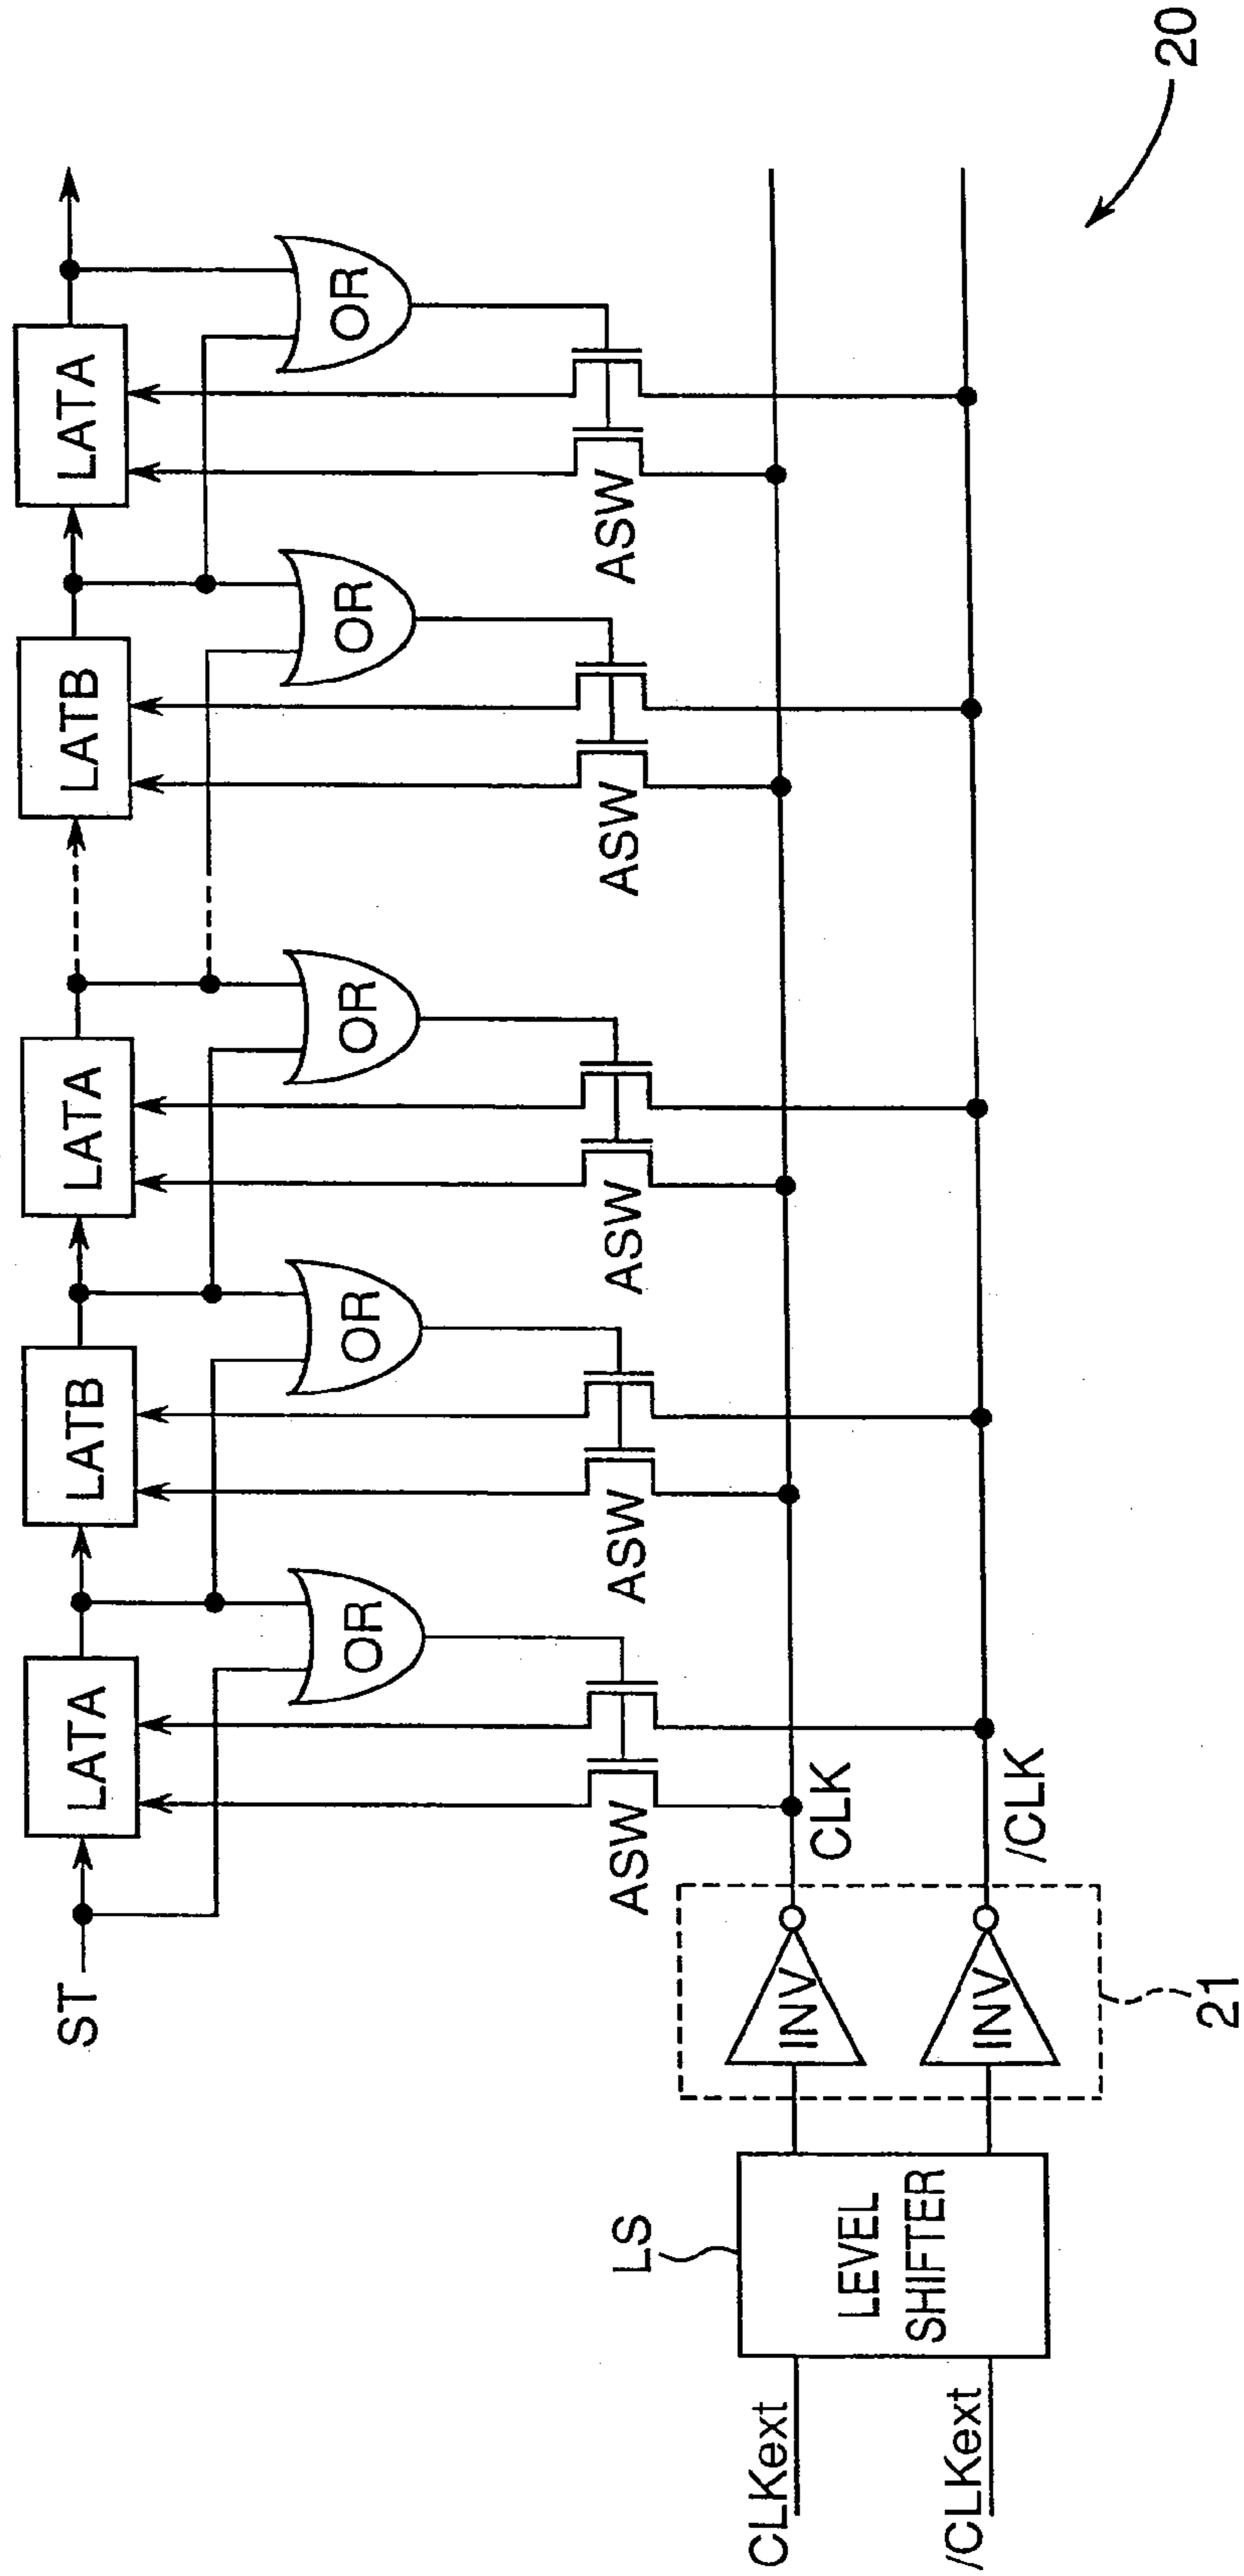 20
ST
LATA
LATB
LATA
LATB
LATA
OR
OR
OR
OR
OR
ASW
ASW
ASW
ASW
ASW
CLK
/CLK
INV
INV
21
LS
LEVEL
SHIFTER
CLKext
/CLKext